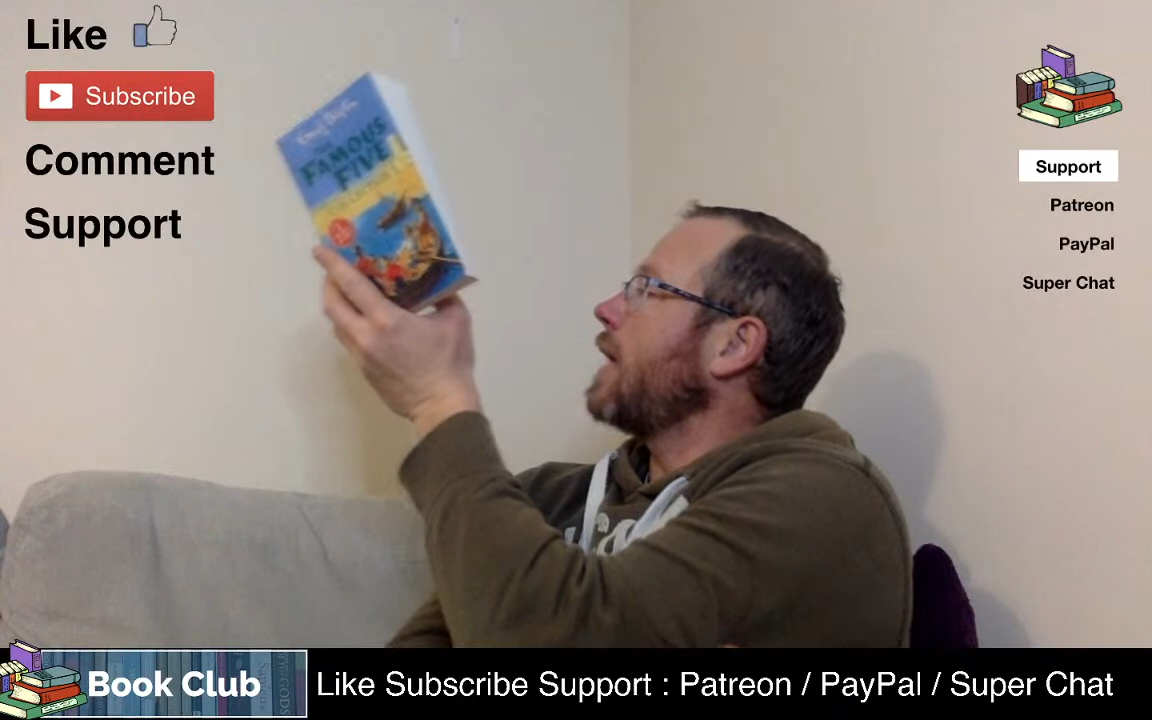 Like
Subscribe
Comment
Support
Enid Blyton
THE
FAMOUS
FIVE
COLLECTION
Support
Patreon
PayPal
Super Chat
Book Club
Like Subscribe Support : Patreon / PayPal / Super Chat